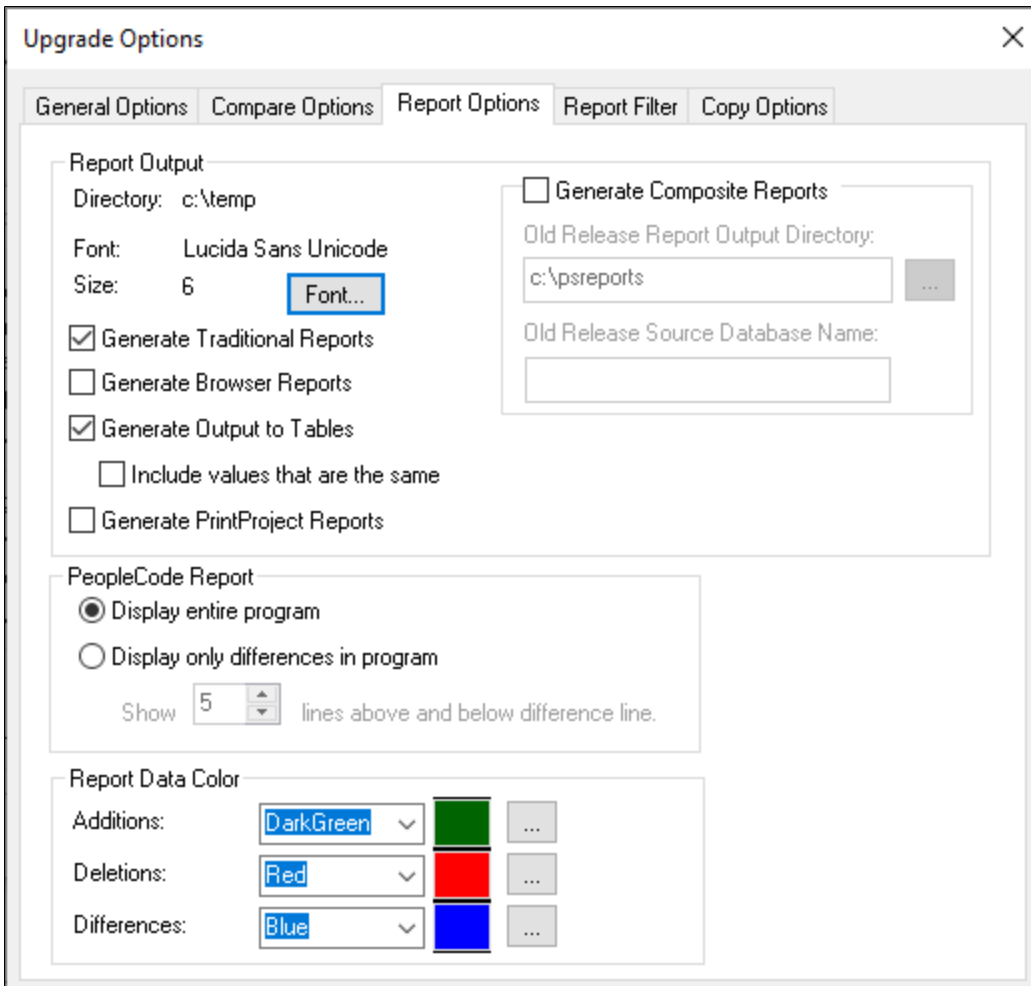 Upgrade Options
General Options Compare Options Report Options Report Filter Copy Options
Report Output
Directory: c:\temp
Font: Lucida Sans Unicode
Size: 6 Font...
Generate Traditional Reports
Generate Browser Reports
Generate Output to Tables
Include values that are the same
Generate PrintProject Reports
Generate Composite Reports
Old Release Report Output Directory:
c:\psreports ...
Old Release Source Database Name:
PeopleCode Report
Display entire program
Display only differences in program
Show 5 lines above and below difference line.
Report Data Color
Additions: DarkGreen ...
Deletions: Red ...
Differences: Blue ...